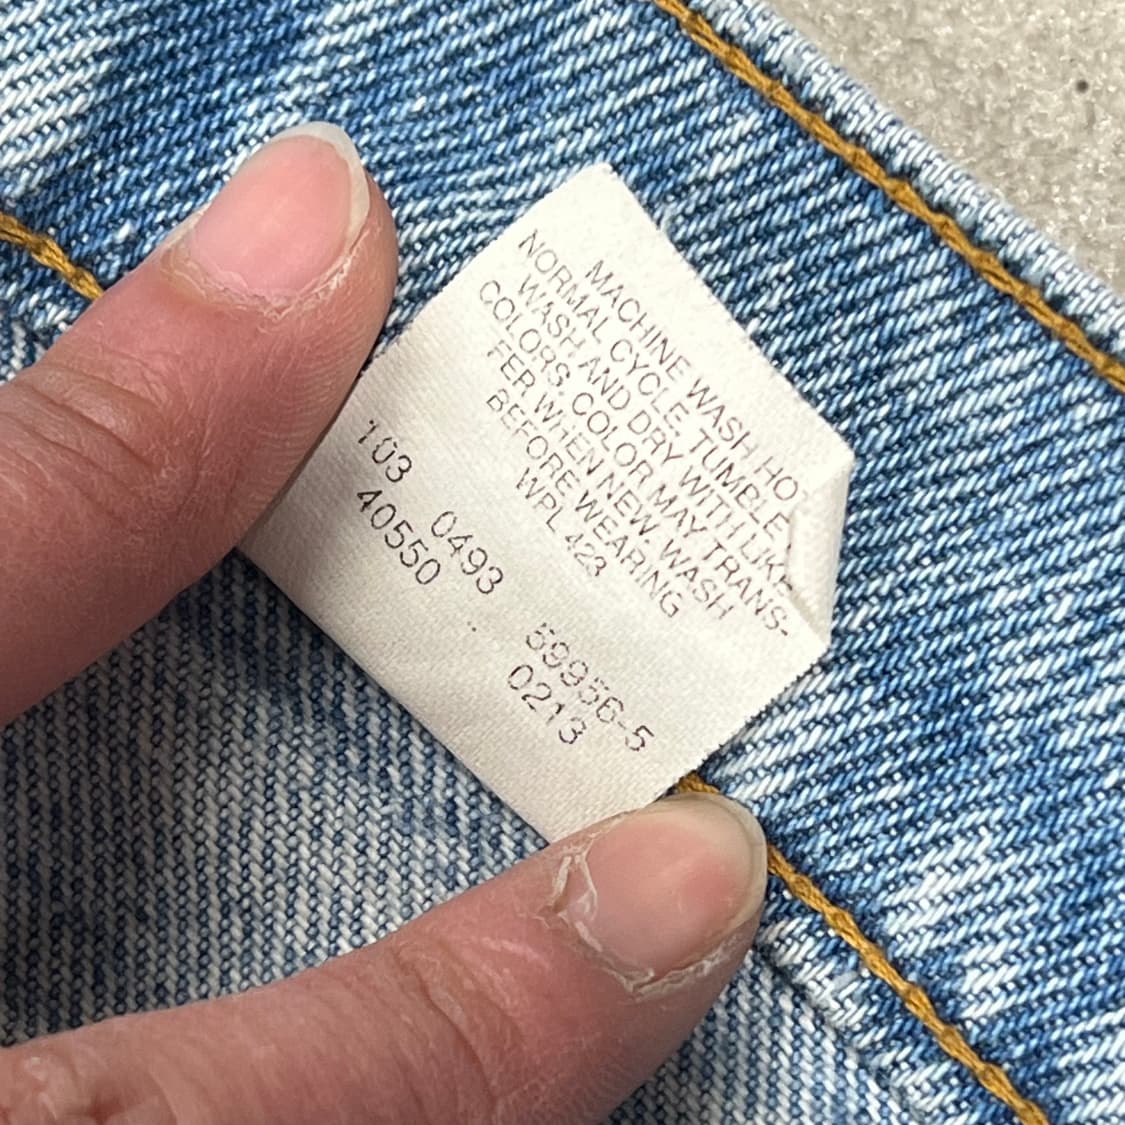 MACHINE WASH HOT
NORMAL CYCLE. TUMBLE
WASH AND DRY WITH LIKE
COLORS. COLOR MAY TRANS-
FER WHEN NEW. WASH
BEFORE WEARING
WPL 423
103 0493 59956-5
40550 0213